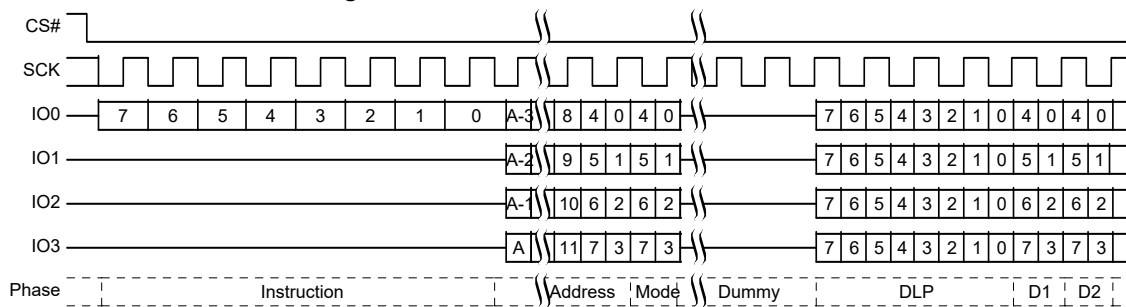 CS#
SCK
IO0 7 6 5 4 3 2 1 0 A-3 8 4 0 4 0 7 6 5 4 3 2 1 0 4 0 4 0
IO1 A-2 9 5 1 5 1 7 6 5 4 3 2 1 0 5 1 5 1
IO2 A-1 10 6 2 6 2 7 6 5 4 3 2 1 0 6 2 6 2
IO3 A 11 7 3 7 3 7 6 5 4 3 2 1 0 7 3 7 3
Phase Instruction Address Mode Dummy DLP D1 D2